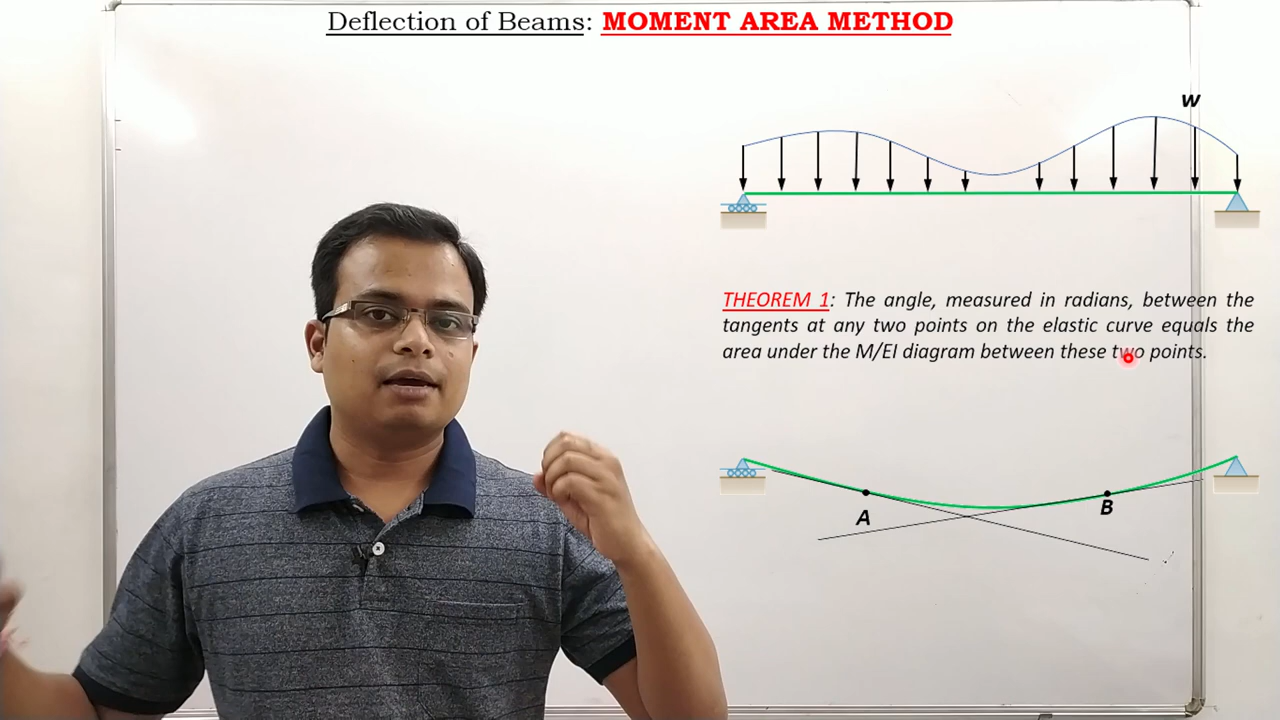 Deflection of Beams: MOMENT AREA METHOD
w
THEOREM 1: The angle, measured in radians, between the
tangents at any two points on the elastic curve equals the
area under the M/EI diagram between these two points.
A
B